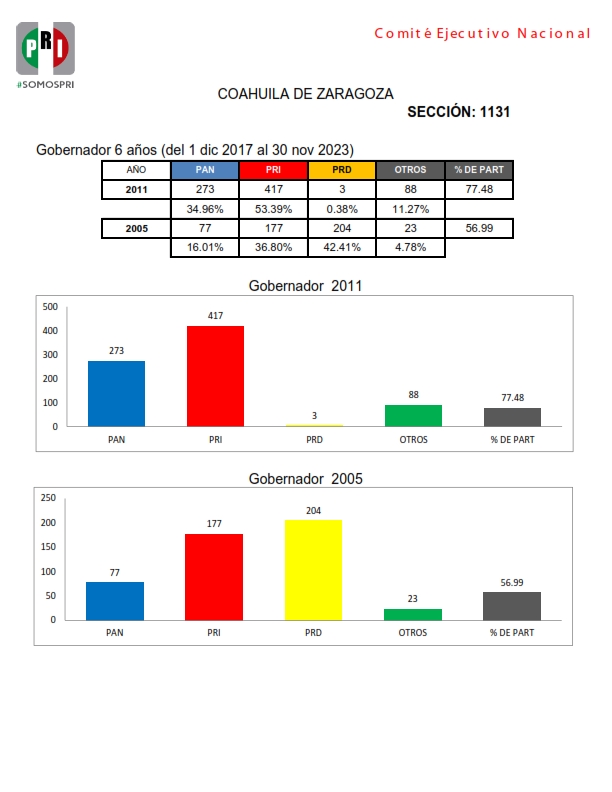 PRI
#SOMOSPRI
Comité Ejecutivo Nacional
COAHUILA DE ZARAGOZA
SECCIÓN: 1131
Gobernador 6 años (del 1 dic 2017 al 30 nov 2023)
AÑO PAN PRI PRD OTROS % DE PART
2011 273 417 3 88 77.48
34.96% 53.39% 0.38% 11.27%
2005 77 177 204 23 56.99
16.01% 36.80% 42.41% 4.78%
Gobernador 2011
500
400
300
200
100
0
273 417 3 88 77.48
PAN PRI PRD OTROS % DE PART
Gobernador 2005
250
200
150
100
50
0
77 177 204 23 56.99
PAN PRI PRD OTROS % DE PART